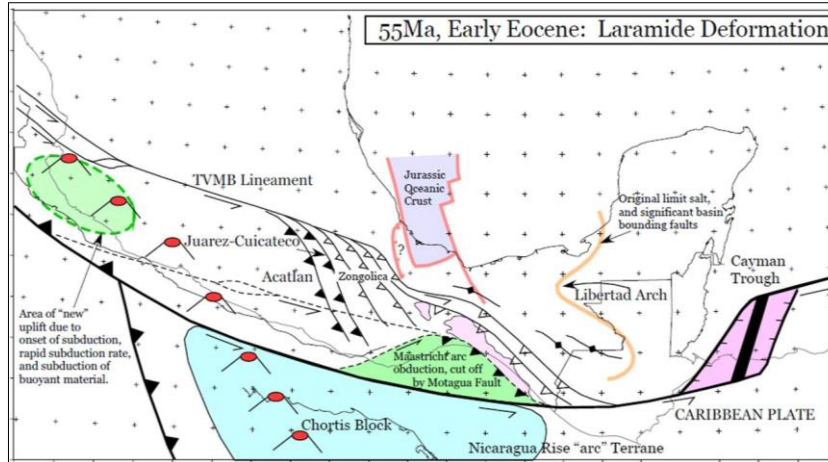 55Ma, Early Eocene: Laramide Deformation
TVMB Lineament
Jurassic
Oceanic
Crust
Original limit salt,
and significant basin
bounding faults
Juarez-Cuicateco
?
Cayman
Trough
Acatlan
Zongolica
Libertad Arch
Area of "new"
uplift due to
onset of subduction,
rapid subduction rate,
and subduction of
buoyant material.
Maastricht arc
obduction, cut off
by Motagua Fault
CARIBBEAN PLATE
Chortis Block
Nicaragua Rise "arc" Terrane